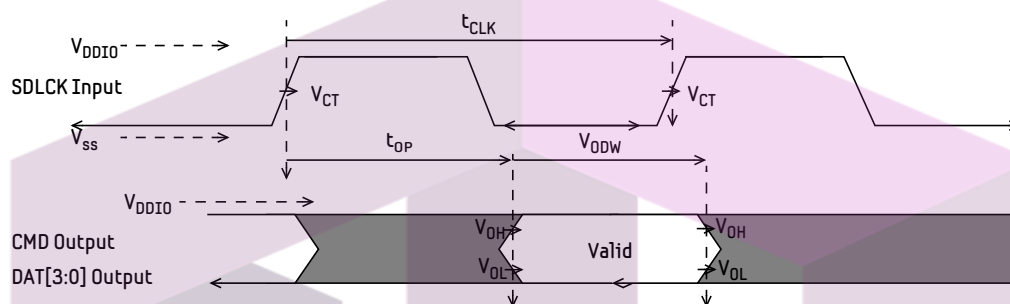 t_CLK
V_DDIO
SDLCK Input
V_CT
V_CT
V_ss
t_OP
V_ODW
V_DDIO
V_OH
V_OH
CMD Output
Valid
V_OL
V_OL
DAT[3:0] Output